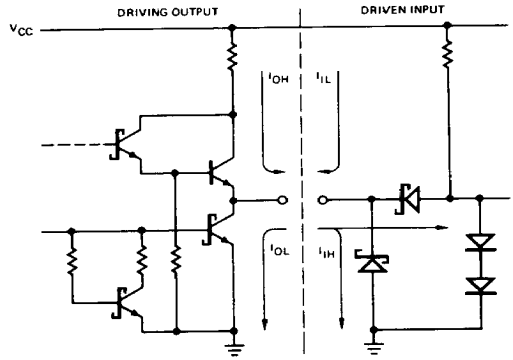 DRIVING OUTPUT
DRIVEN INPUT
VCC
IOH
IIL
IOL
IIH